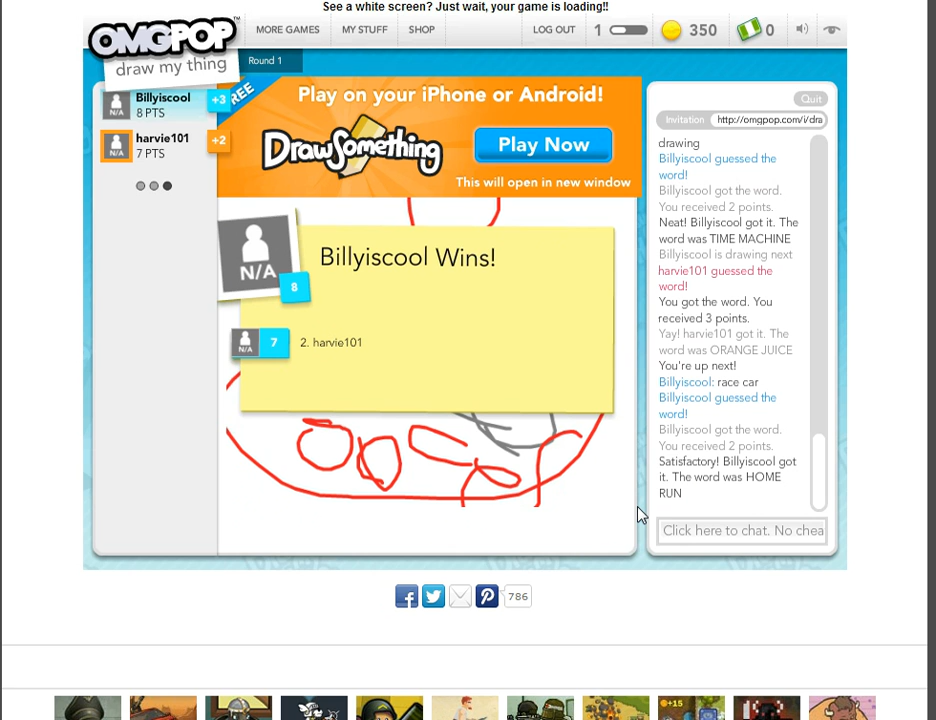 See a white screen? Just wait, your game is loading!!
OMGPOP
draw my thing
MORE GAMES
MY STUFF
SHOP
LOG OUT
1
350
0
Round 1
Billyiscool
8 PTS
+3
N/A
harvie101
7 PTS
+2
N/A
FREE
Play on your iPhone or Android!
DrawSomething
Play Now
This will open in new window
N/A
8
Billyiscool Wins!
N/A
7
2. harvie101
Quit
Invitation
http://omgpop.com/i/dra
drawing
Billyiscool guessed the
word!
Billyiscool got the word.
You received 2 points.
Neat! Billyiscool got it. The
word was TIME MACHINE
Billyiscool is drawing next
harvie101 guessed the
word!
You got the word. You
received 3 points.
Yay! harvie101 got it. The
word was ORANGE JUICE
You're up next!
Billyiscool: race car
Billyiscool guessed the
word!
Billyiscool got the word.
You received 2 points.
Satisfactory! Billyiscool got
it. The word was HOME
RUN
Click here to chat. No chea
786
+15